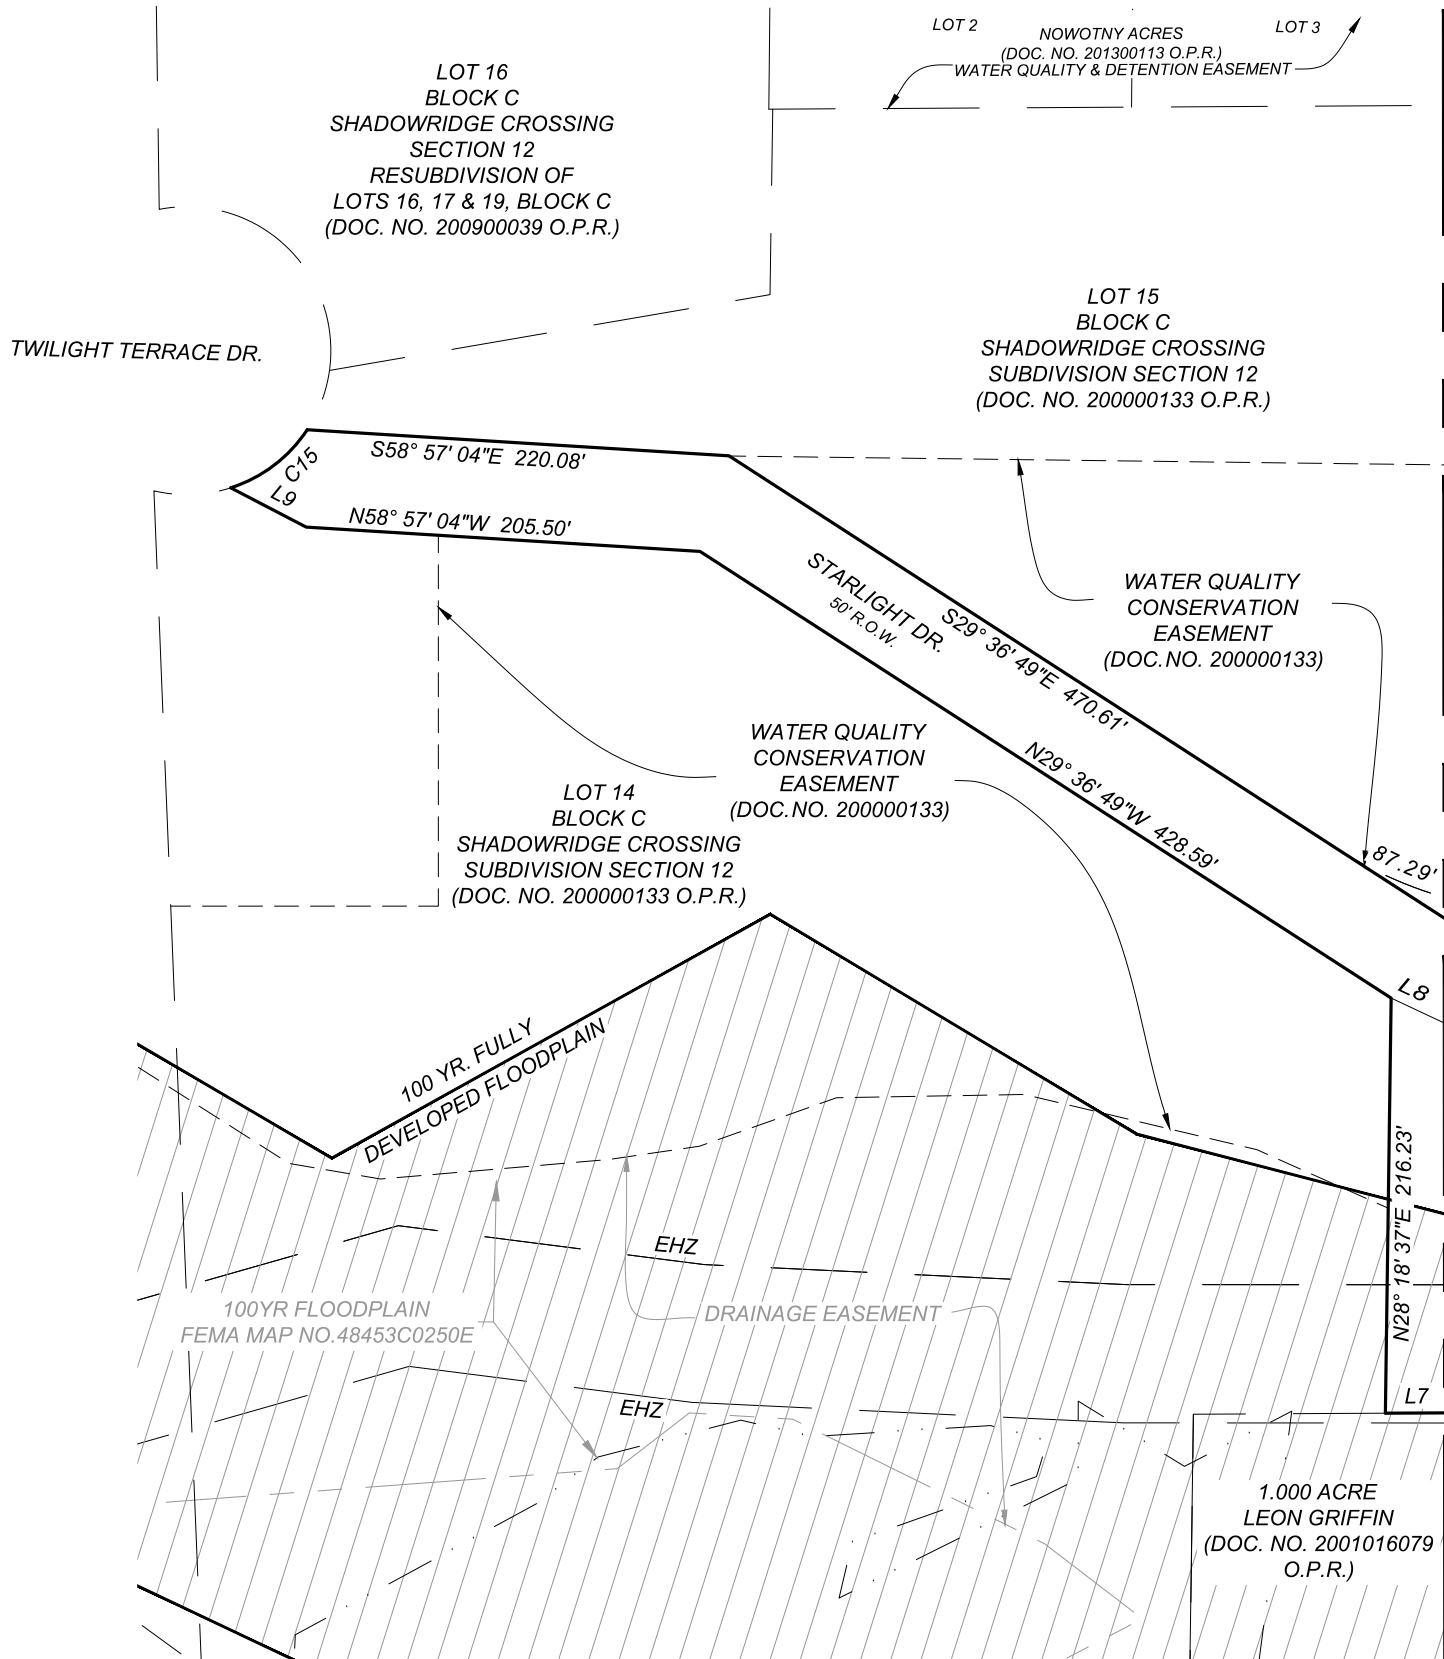 LOT 2
LOT 3
NOWOTNY ACRES
(DOC. NO. 201300113 O.P.R.)
WATER QUALITY & DETENTION EASEMENT
LOT 16
BLOCK C
SHADOWRIDGE CROSSING
SECTION 12
RESUBDIVISION OF
LOTS 16, 17 & 19, BLOCK C
(DOC. NO. 200900039 O.P.R.)
LOT 15
BLOCK C
SHADOWRIDGE CROSSING
SUBDIVISION SECTION 12
(DOC. NO. 200000133 O.P.R.)
TWILIGHT TERRACE DR.
S58° 57' 04"E 220.08'
C15
L9
N58° 57' 04"W 205.50'
STARLIGHT DR.
50' R.O.W.
S29° 36' 49"E 470.61'
WATER QUALITY
CONSERVATION
EASEMENT
(DOC.NO. 200000133)
N29° 36' 49"W 428.59'
87.29'
WATER QUALITY
CONSERVATION
EASEMENT
(DOC.NO. 200000133)
LOT 14
BLOCK C
SHADOWRIDGE CROSSING
SUBDIVISION SECTION 12
(DOC. NO. 200000133 O.P.R.)
L8
100 YR. FULLY
DEVELOPED FLOODPLAIN
N28° 18' 37"E 216.23'
EHZ
100YR FLOODPLAIN
FEMA MAP NO.48453C0250E
DRAINAGE EASEMENT
L7
EHZ
1.000 ACRE
LEON GRIFFIN
(DOC. NO. 2001016079
O.P.R.)